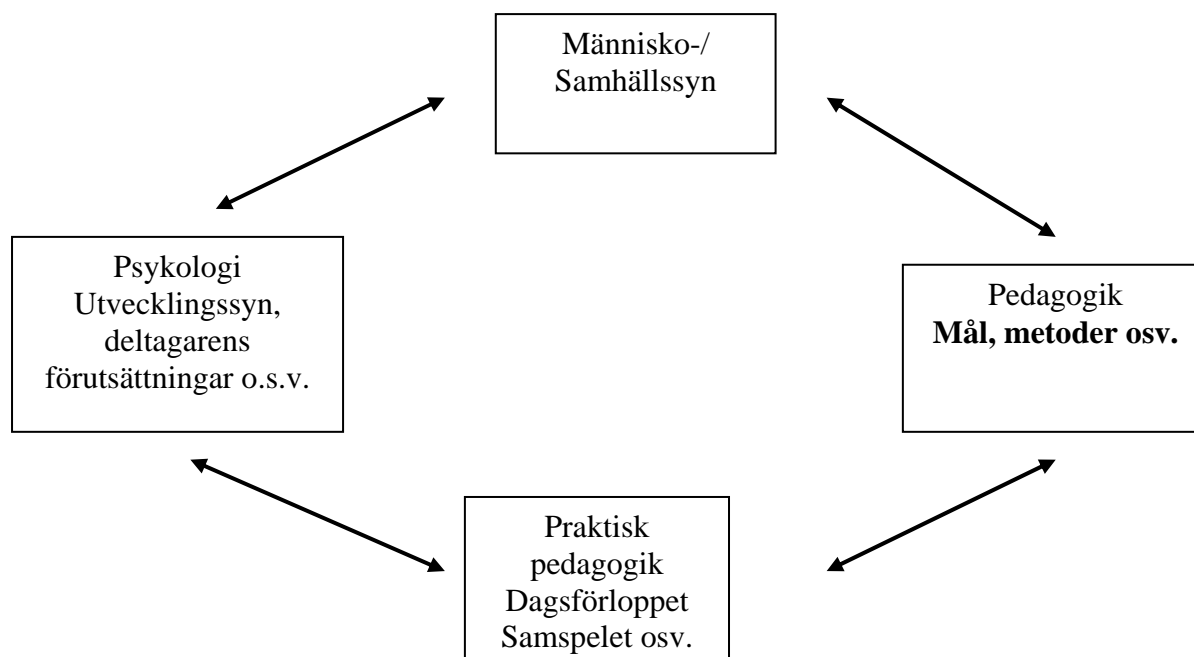 Människo-/
Samhällssyn
Psykologi
Utvecklingssyn,
deltagarens
förutsättningar o.s.v.
Pedagogik
Mål, metoder osv.
Praktisk
pedagogik
Dagsförloppet
Samspelet osv.